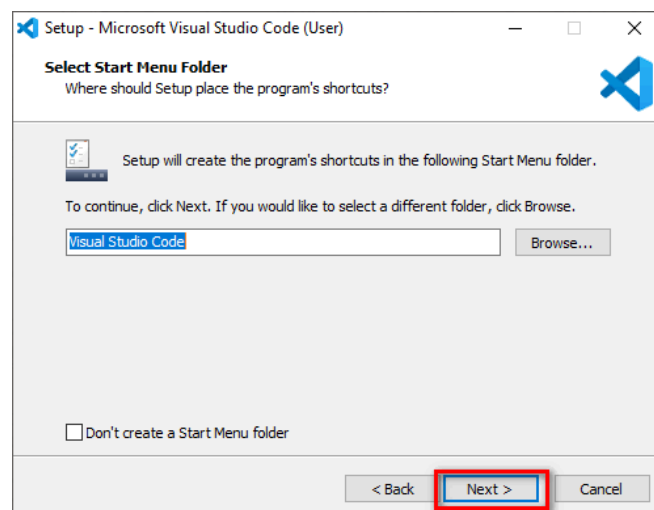 Setup - Microsoft Visual Studio Code (User)
Select Start Menu Folder
Where should Setup place the program's shortcuts?
Setup will create the program's shortcuts in the following Start Menu folder.
To continue, click Next. If you would like to select a different folder, click Browse.
Visual Studio Code
Browse...
Don't create a Start Menu folder
< Back Next > Cancel